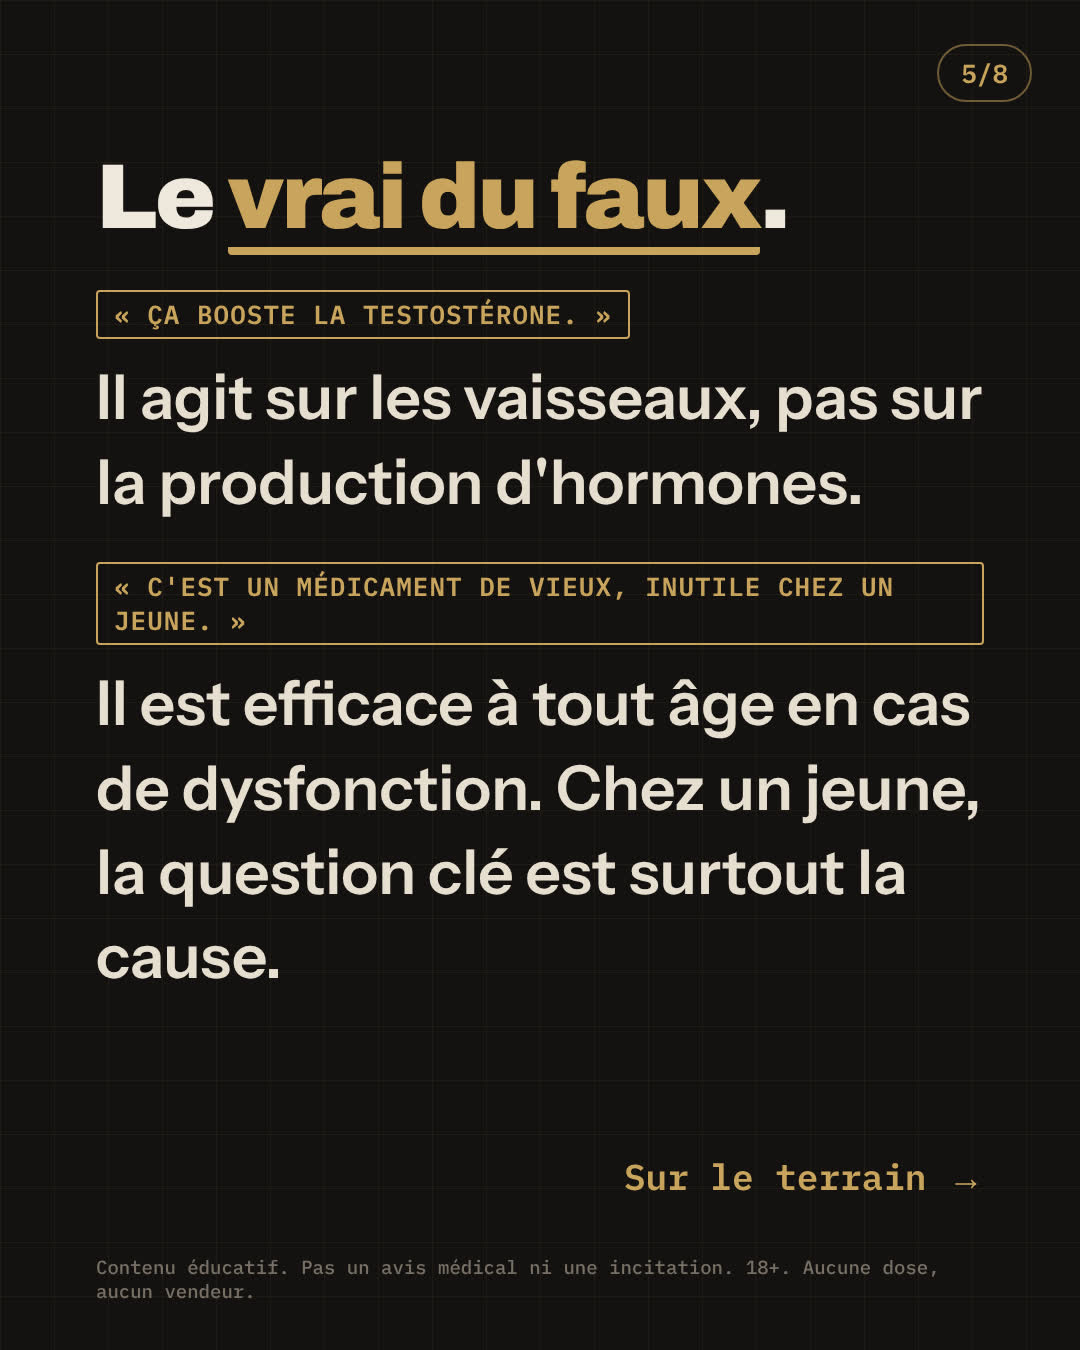 5/8
Le vrai du faux.
« ÇA BOOSTE LA TESTOSTÉRONE. »
Il agit sur les vaisseaux, pas sur
la production d'hormones.
« C'EST UN MÉDICAMENT DE VIEUX, INUTILE CHEZ UN
JEUNE. »
Il est efficace à tout âge en cas
de dysfonction. Chez un jeune,
la question clé est surtout la
cause.
Sur le terrain →
Contenu éducatif. Pas un avis médical ni une incitation. 18+. Aucune dose,
aucun vendeur.